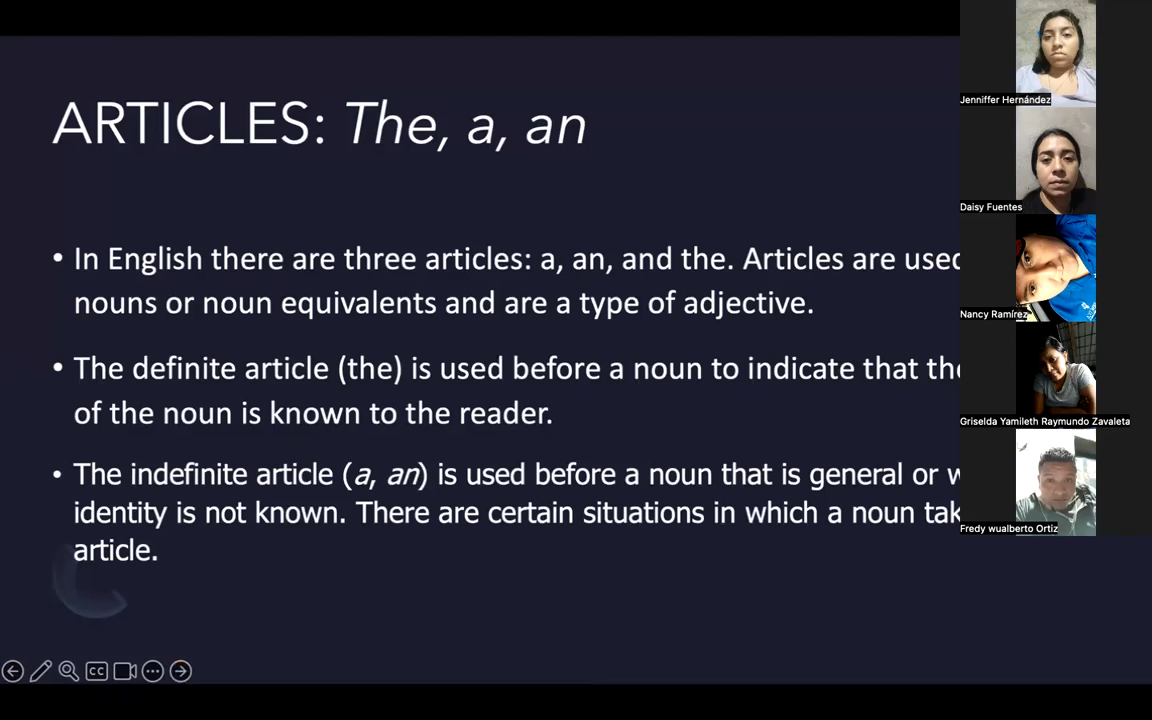 ARTICLES: The, a, an
• In English there are three articles: a, an, and the. Articles are used
nouns or noun equivalents and are a type of adjective.
• The definite article (the) is used before a noun to indicate that the
of the noun is known to the reader.
• The indefinite article (a, an) is used before a noun that is general or w
identity is not known. There are certain situations in which a noun tak
article.
CC
Jenniffer Hernández
Daisy Fuentes
Nancy Ramírez
Griselda Yamileth Raymundo Zavaleta
Fredy wualberto Ortiz